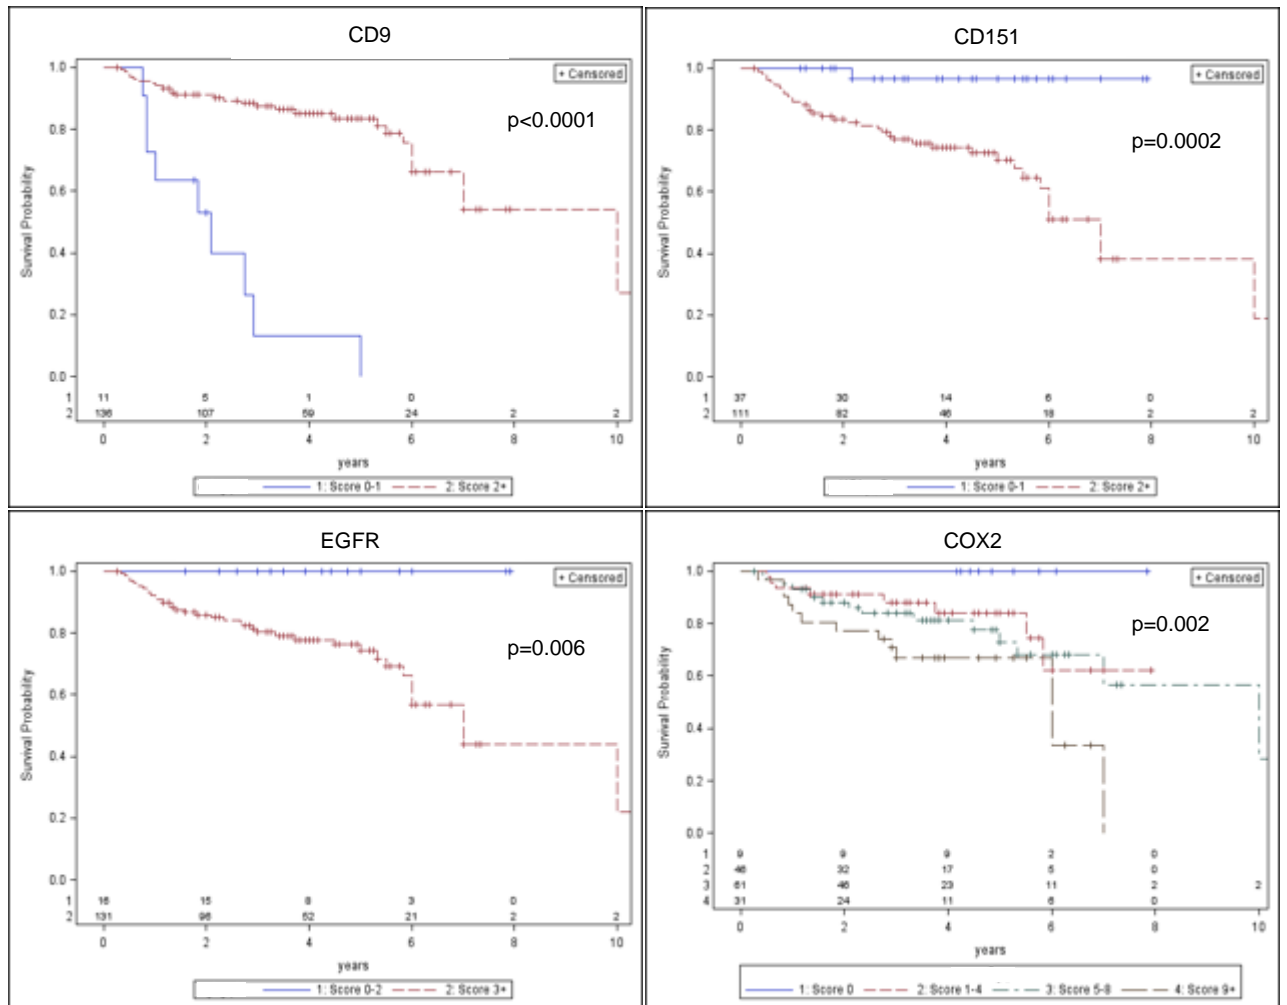 CD9
1.0
+ Censored
p<0.0001
0.8
0.6
0.4
0.2
0.0
Survival Probability
1 11 5 1 0
2 136 107 59 24 2 2
0 2 4 6 8 10
years
1: Score 0-1 2: Score 2+
CD151
1.0
+ Censored
p=0.0002
0.8
0.6
0.4
0.2
0.0
Survival Probability
1 37 30 14 6 0
2 111 82 46 18 2 2
0 2 4 6 8 10
years
1: Score 0-1 2: Score 2+
EGFR
1.0
+ Censored
p=0.006
0.8
0.6
0.4
0.2
0.0
Survival Probability
1 16 15 8 3 0
2 131 96 52 21 2 2
0 2 4 6 8 10
years
1: Score 0-2 2: Score 3+
COX2
1.0
+ Censored
p=0.002
0.8
0.6
0.4
0.2
0.0
Survival Probability
1 9 9 9 2 0
2 46 32 17 5 0
3 61 46 23 11 2 2
4 31 24 11 6 0
0 2 4 6 8 10
years
1: Score 0 2: Score 1-4 3: Score 5-8 4: Score 9+